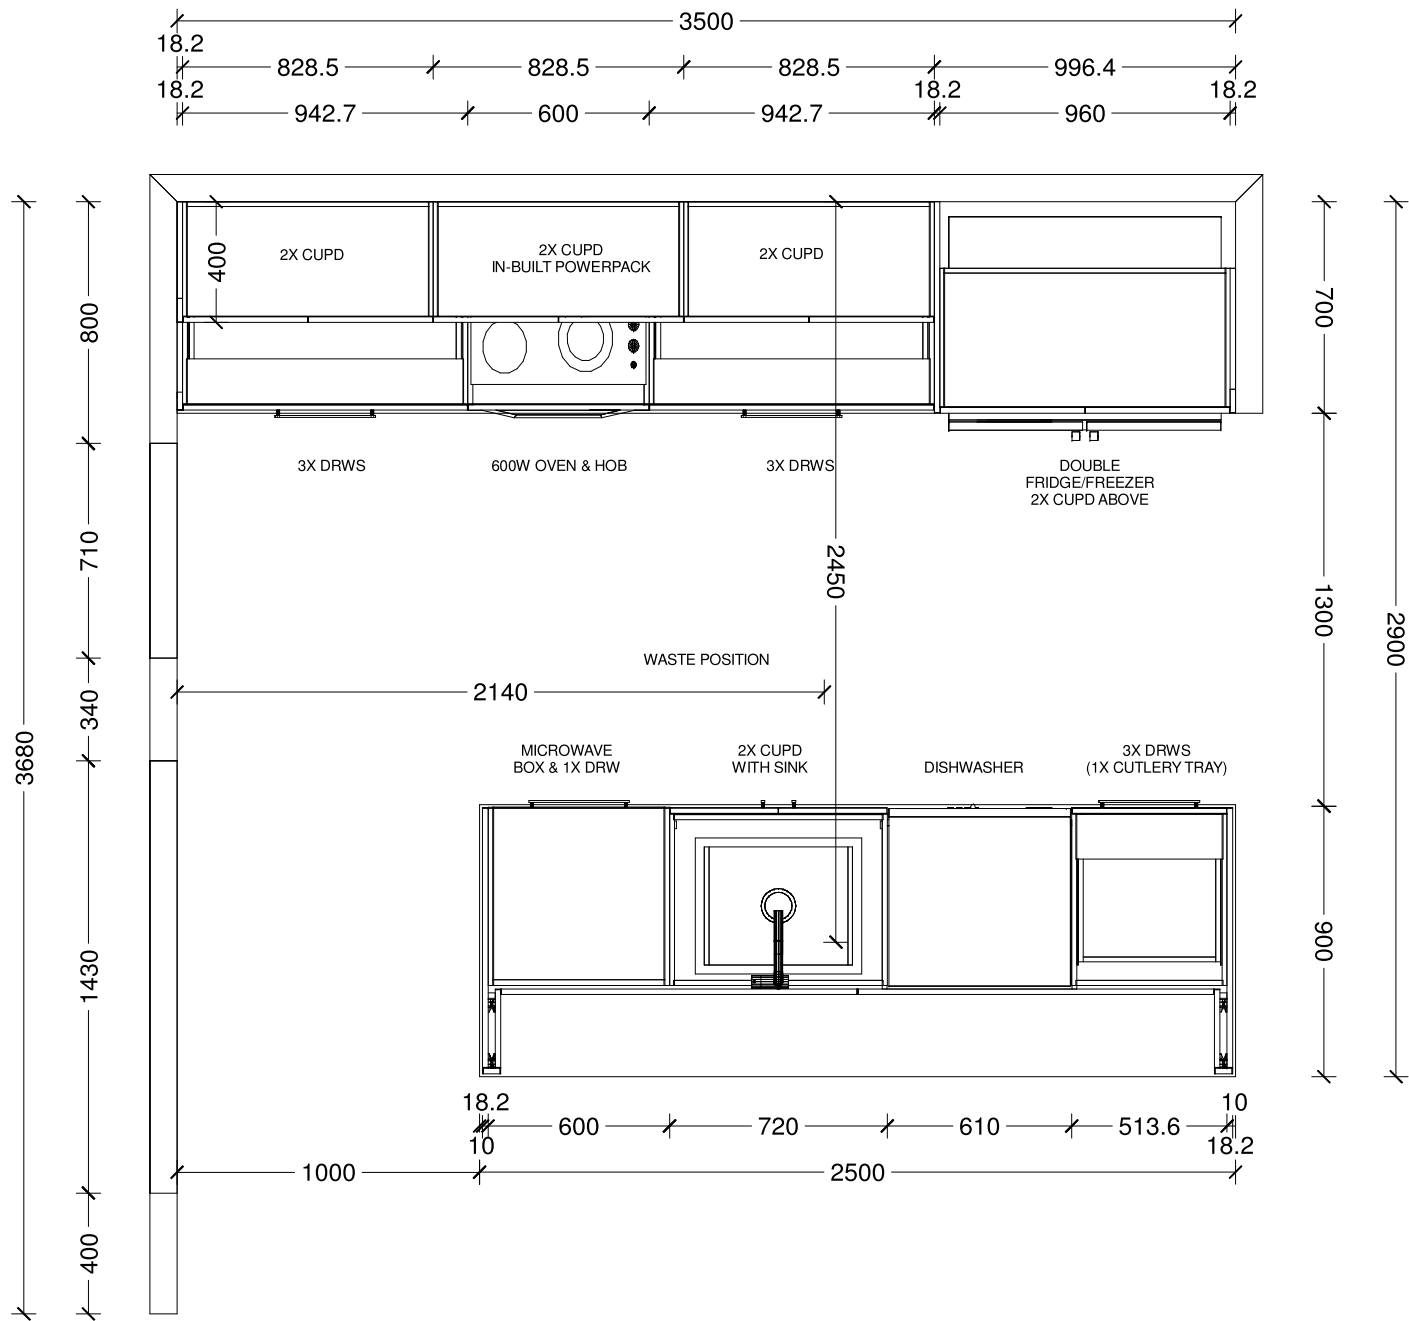 3500
18.2
828.5
828.5
828.5
996.4
18.2
18.2
18.2
942.7
600
942.7
960
400
2X CUPD
2X CUPD
IN-BUILT POWERPACK
2X CUPD
800
700
3X DRWS
600W OVEN & HOB
3X DRWS
DOUBLE
FRIDGE/FREEZER
2X CUPD ABOVE
710
2450
1300
2900
WASTE POSITION
2140
340
3680
MICROWAVE
BOX & 1X DRW
2X CUPD
WITH SINK
DISHWASHER
3X DRWS
(1X CUTLERY TRAY)
1430
900
18.2
10
600
720
610
513.6
10
18.2
1000
2500
400